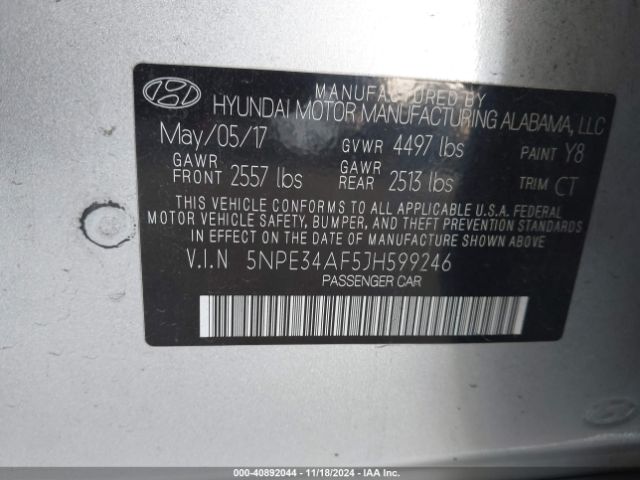 MANUFACTURED BY
HYUNDAI MOTOR MANUFACTURING ALABAMA, LLC
May/05/17 GVWR 4497 lbs PAINT Y8
GAWR FRONT 2557 lbs GAWR REAR 2513 lbs TRIM CT
THIS VEHICLE CONFORMS TO ALL APPLICABLE U.S.A. FEDERAL
MOTOR VEHICLE SAFETY, BUMPER, AND THEFT PREVENTION STANDARDS
IN EFFECT ON THE DATE OF MANUFACTURE SHOWN ABOVE.
V.I.N 5NPE34AF5JH599246
PASSENGER CAR
Stock - 40892044 | 11/18/2024 - IAA Inc.